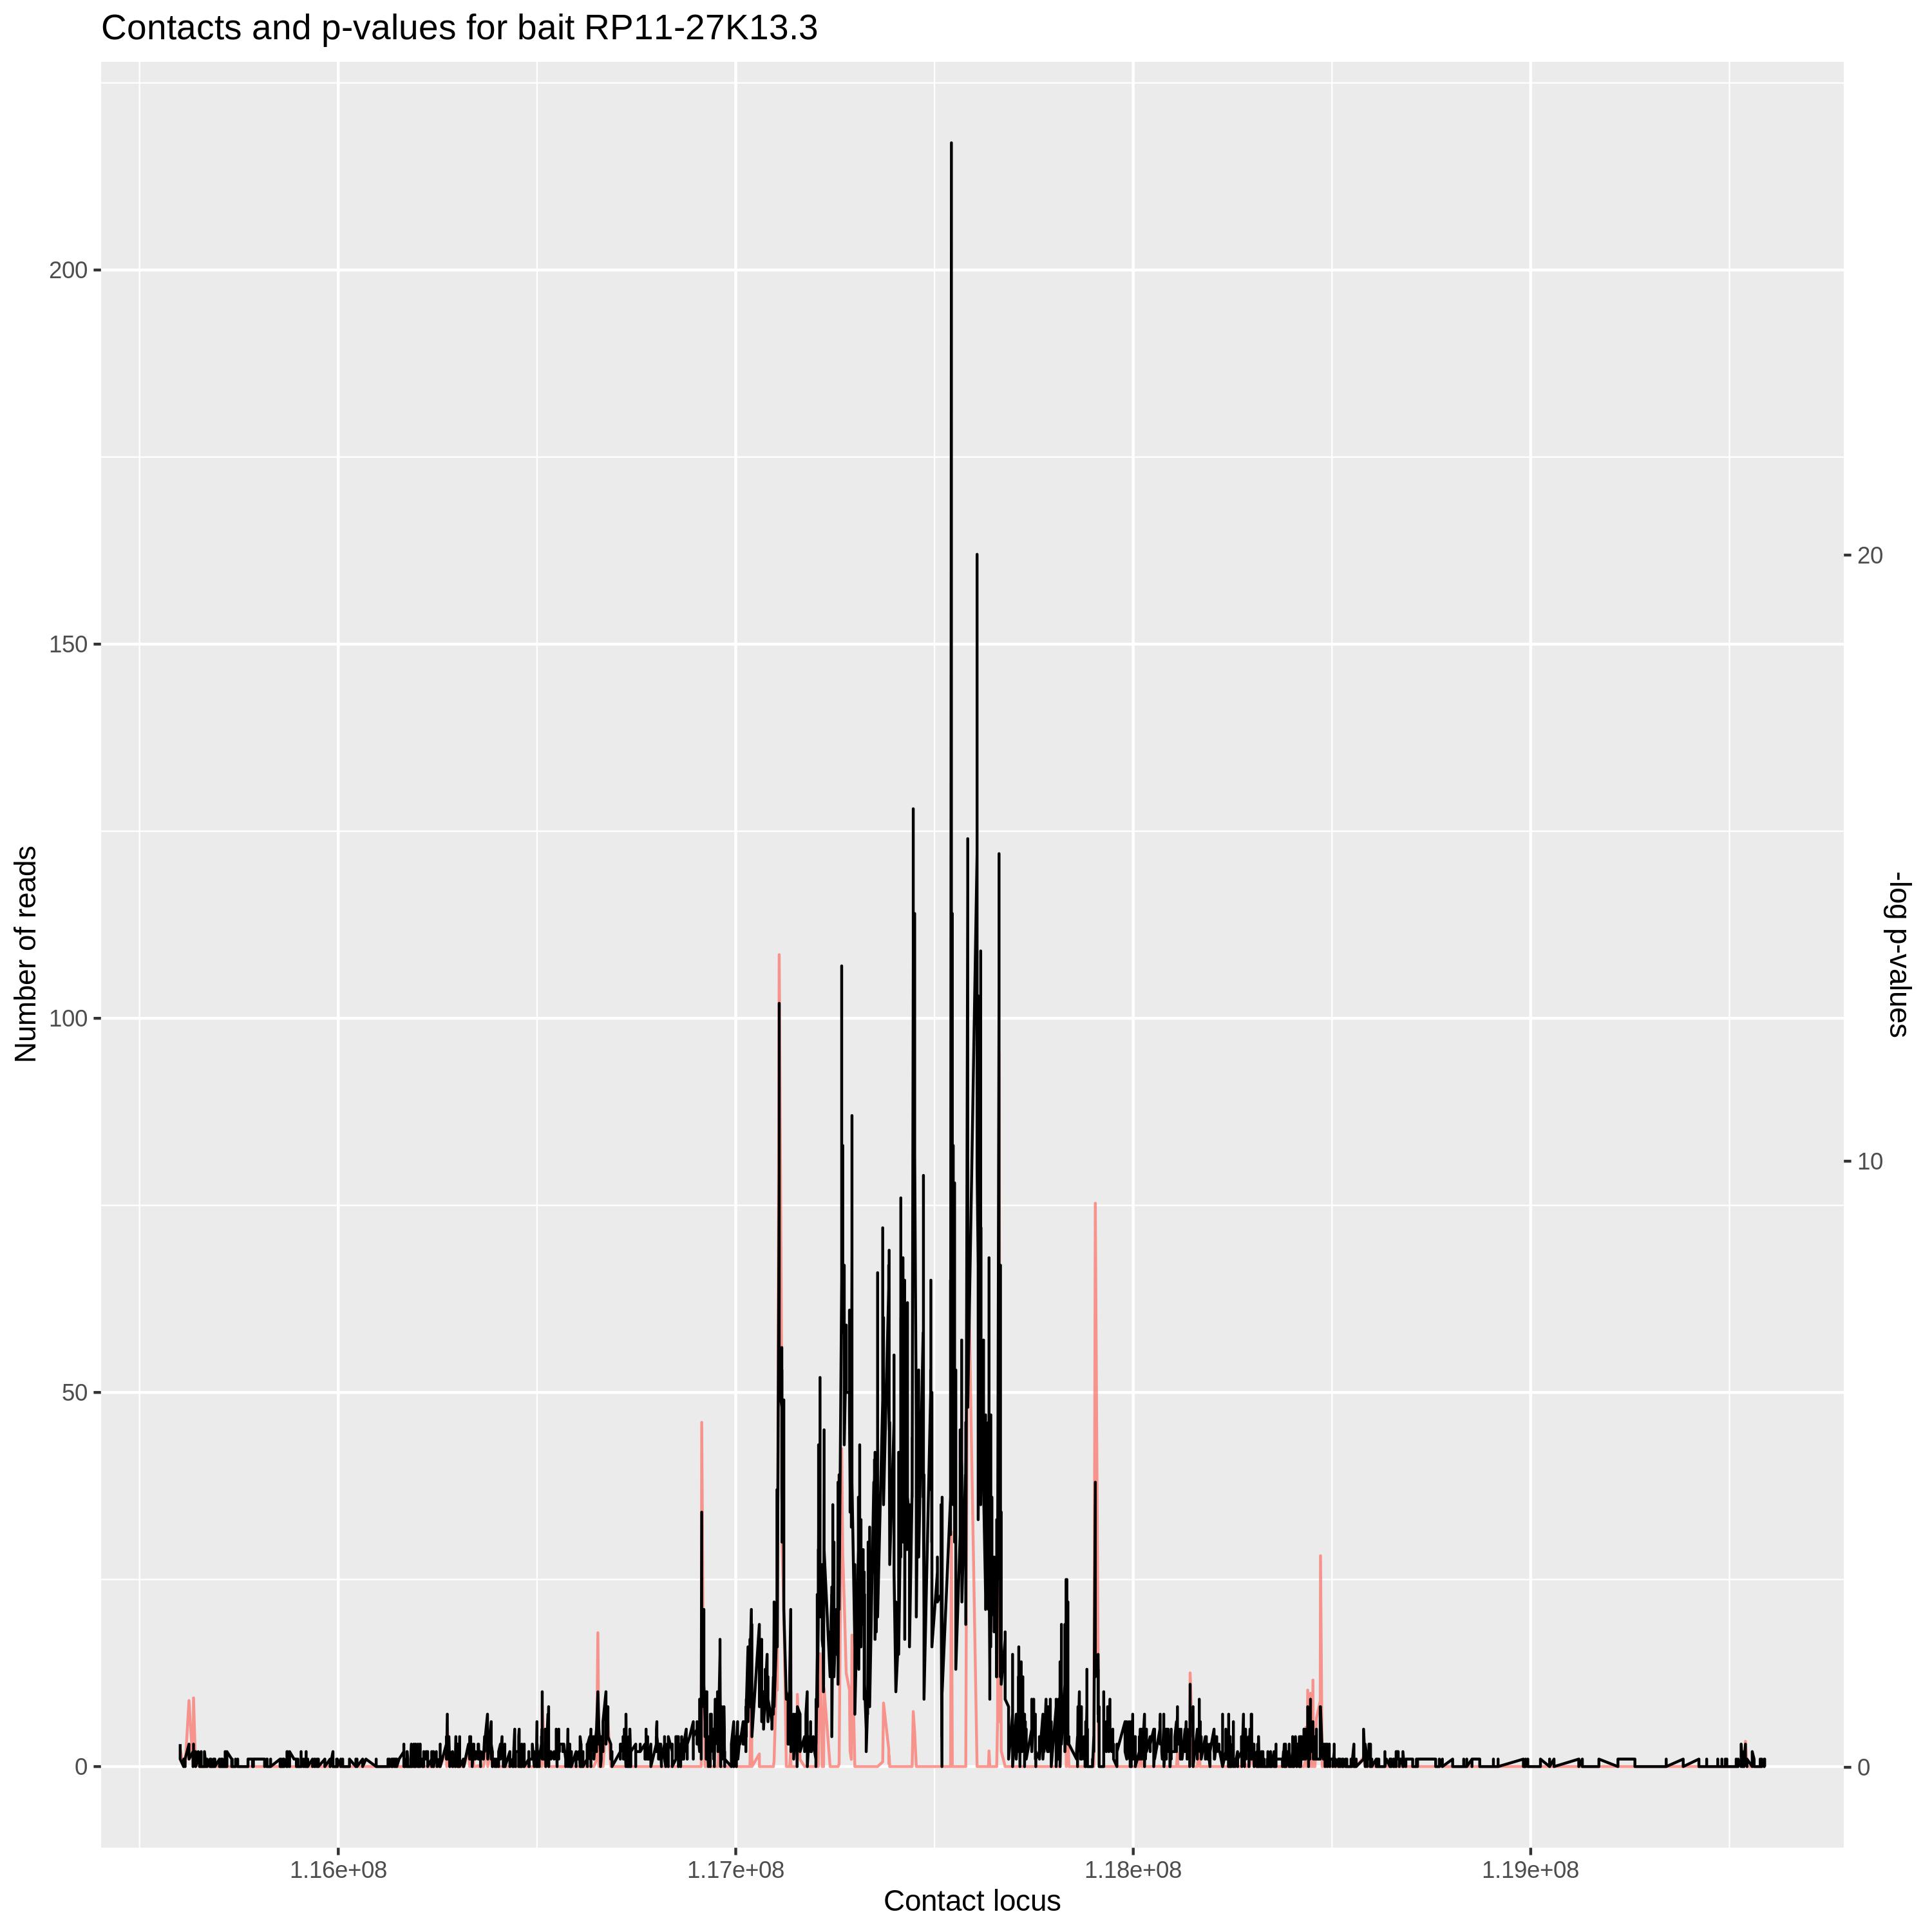 Contacts and p-values for bait RP11-27K13.3
Number of reads
200
150
100
50
0
20
10
0
-log p-values
1.16e+08
1.17e+08
1.18e+08
1.19e+08
Contact locus